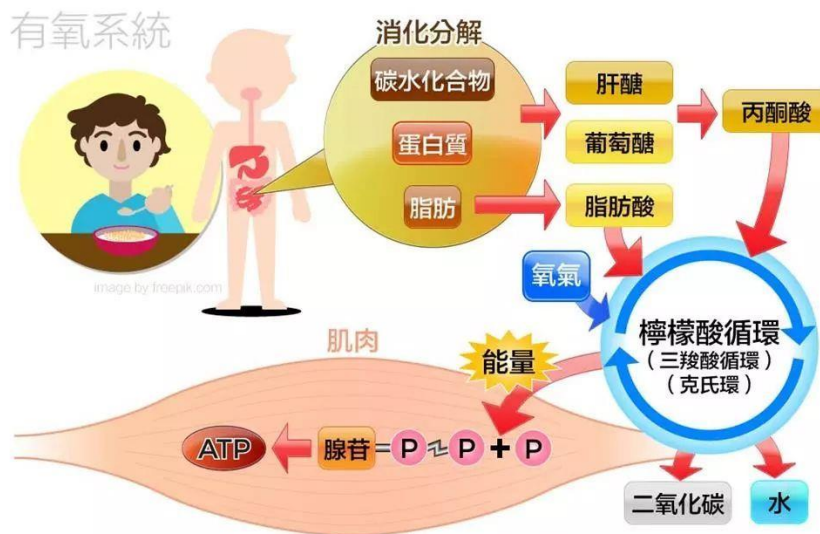 有氧系統
消化分解
碳水化合物
蛋白質
脂肪
肝醣
葡萄醣
丙酮酸
脂肪酸
氧氣
檸檬酸循環
（三羧酸循環）
（克氏環）
image by freepik.com
肌肉
能量
ATP
腺苷=P~P+P
二氧化碳
水